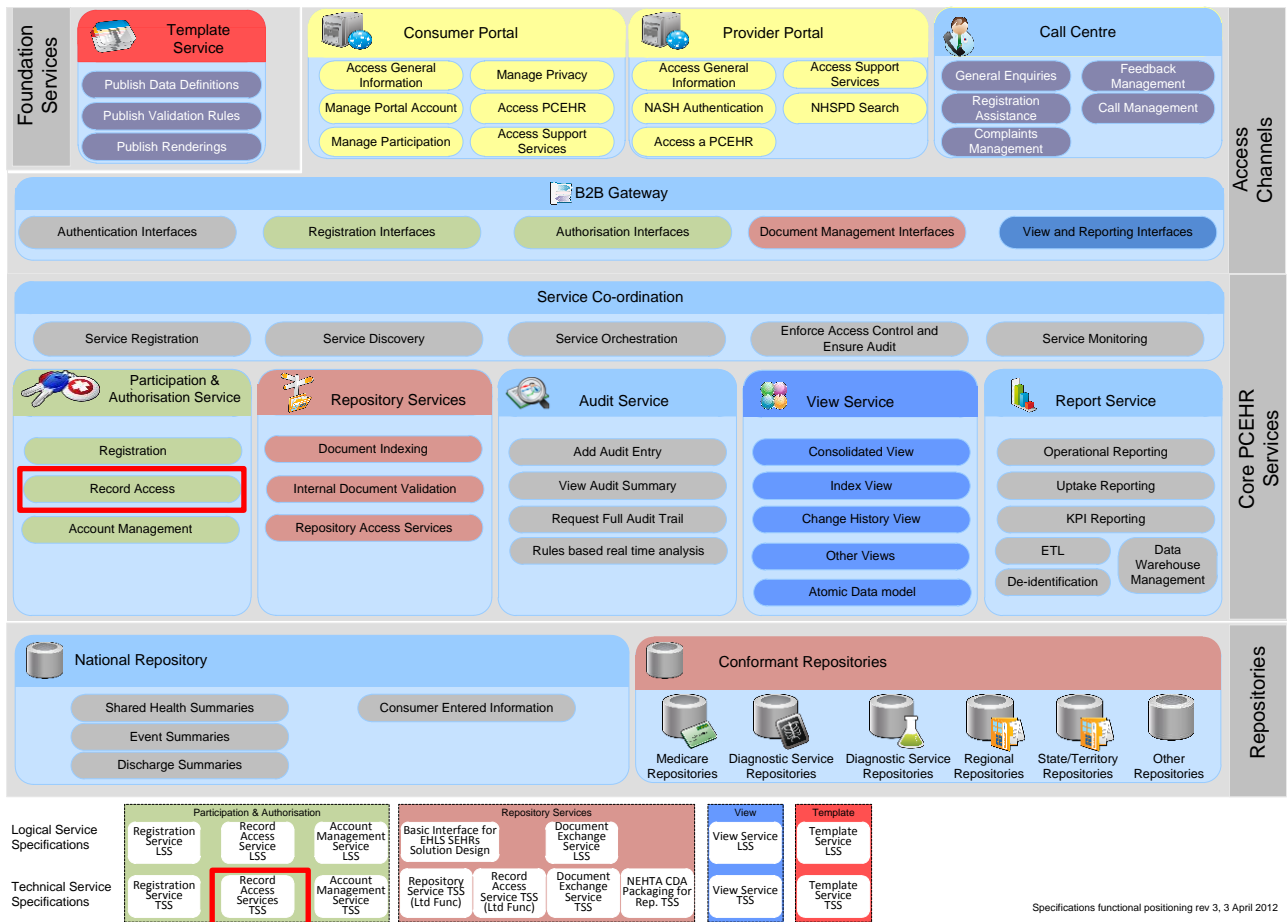 Foundation
Services
Template
Service
Publish Data Definitions
Publish Validation Rules
Publish Renderings
Consumer Portal
Access General
Information
Manage Privacy
Manage Portal Account
Access PCEHR
Manage Participation
Access Support
Services
Provider Portal
Access General
Information
Access Support
Services
NASH Authentication
NHSPD Search
Access a PCEHR
Call Centre
General Enquiries
Feedback
Management
Registration
Assistance
Call Management
Complaints
Management
Access
Channels
B2B Gateway
Authentication Interfaces
Registration Interfaces
Authorisation Interfaces
Document Management Interfaces
View and Reporting Interfaces
Service Co-ordination
Service Registration
Service Discovery
Service Orchestration
Enforce Access Control and
Ensure Audit
Service Monitoring
Core PCEHR
Services
Participation &
Authorisation Service
Registration
Record Access
Account Management
Repository Services
Document Indexing
Internal Document Validation
Repository Access Services
Audit Service
Add Audit Entry
View Audit Summary
Request Full Audit Trail
Rules based real time analysis
View Service
Consolidated View
Index View
Change History View
Other Views
Atomic Data model
Report Service
Operational Reporting
Uptake Reporting
KPI Reporting
ETL
Data
Warehouse
Management
De-identification
National Repository
Shared Health Summaries
Consumer Entered Information
Event Summaries
Discharge Summaries
Conformant Repositories
Medicare
Repositories
Diagnostic Service
Repositories
Diagnostic Service
Repositories
Regional
Repositories
State/Territory
Repositories
Other
Repositories
Repositories
Logical Service
Specifications
Technical Service
Specifications
Participation & Authorisation
Registration
Service
LSS
Record
Access
Service
LSS
Account
Management
Service
LSS
Registration
Service
TSS
Record
Access
Services
TSS
Account
Management
Service
TSS
Repository Services
Basic Interface for
EHLS SEHRs
Solution Design
Document
Exchange
Service
LSS
Repository
Service TSS
(Ltd Func)
Record
Access
Service TSS
(Ltd Func)
Document
Exchange
Service
TSS
NEHTA CDA
Packaging for
Rep. TSS
View
View Service
LSS
View Service
TSS
Template
Template
Service
LSS
Template
Service
TSS
Specifications functional positioning rev 3, 3 April 2012